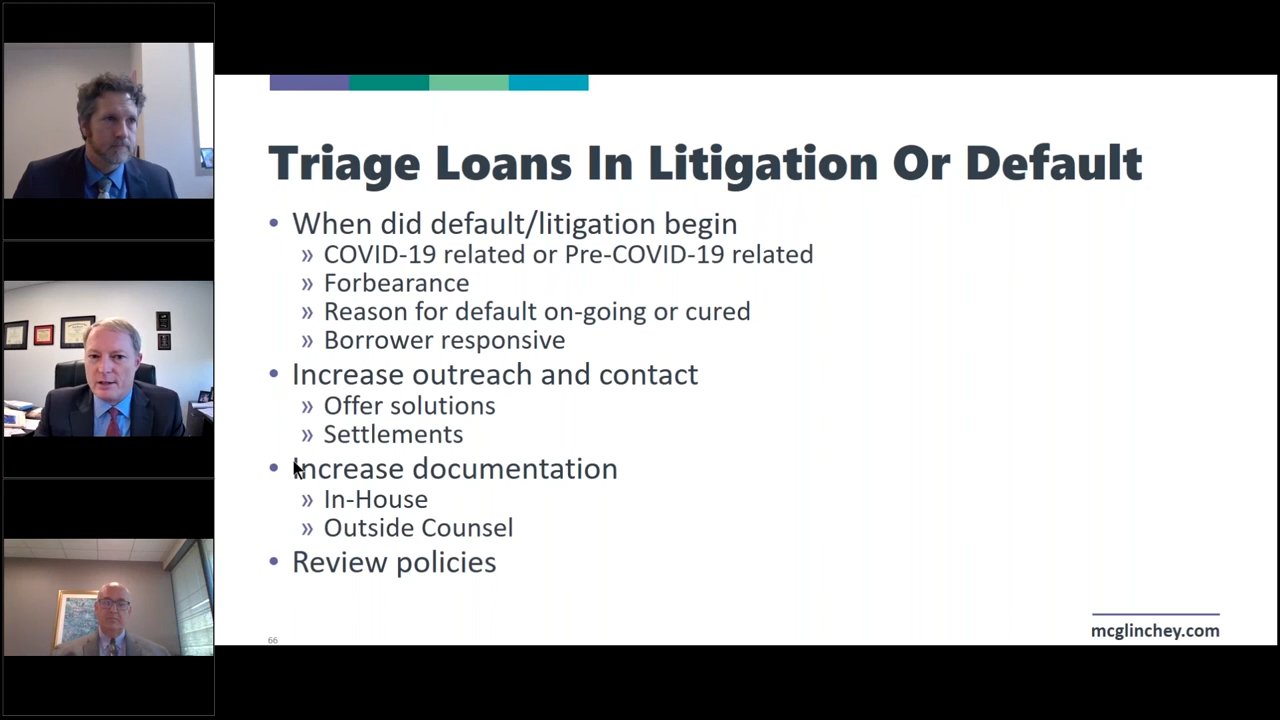 Triage Loans In Litigation Or Default
• When did default/litigation begin
» COVID-19 related or Pre-COVID-19 related
» Forbearance
» Reason for default on-going or cured
» Borrower responsive
• Increase outreach and contact
» Offer solutions
» Settlements
• Increase documentation
» In-House
» Outside Counsel
• Review policies
66
mcglinchey.com